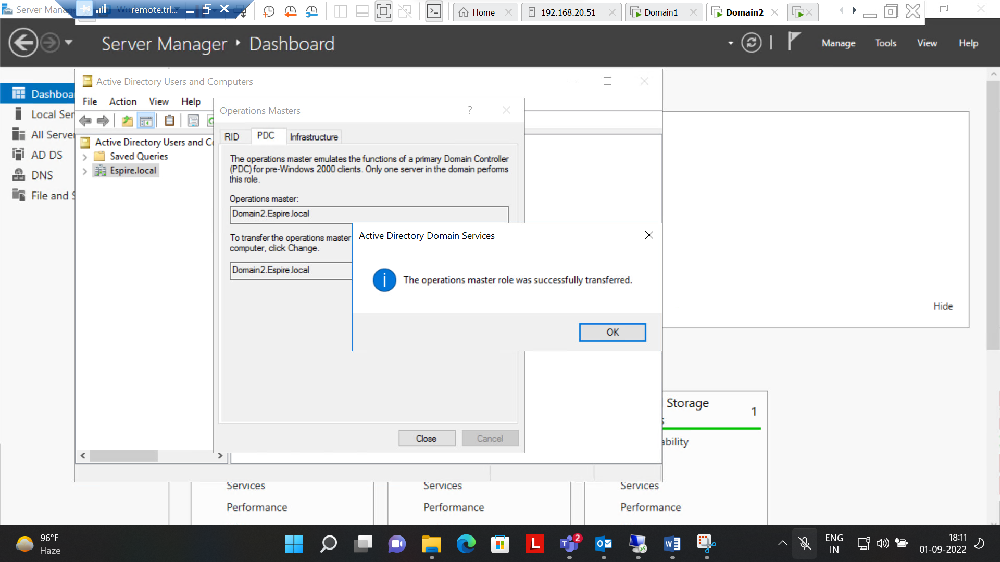 Server Mana
remote.trl...
Home
192.168.20.51
Domain1
Domain2
Server Manager
Dashboard
Manage
Tools
View
Help
Active Directory Users and Computers
Dashboa
File
Action
View
Help
Local Ser
All Server
AD DS
DNS
File and S
Active Directory Users and Co
Saved Queries
Espire.local
Operations Masters
?
RID
PDC
Infrastructure
The operations master emulates the functions of a primary Domain Controller
(PDC) for pre-Windows 2000 clients. Only one server in the domain performs
this role.
Operations master:
Domain2.Espire.local
To transfer the operations master
computer, click Change.
Domain2.Espire.local
Active Directory Domain Services
The operations master role was successfully transferred.
OK
Hide
Close
Cancel
Storage
1
s
ability
Services
Services
Services
Performance
Performance
Performance
96°F
Haze
2
ENG
IN
18:11
01-09-2022